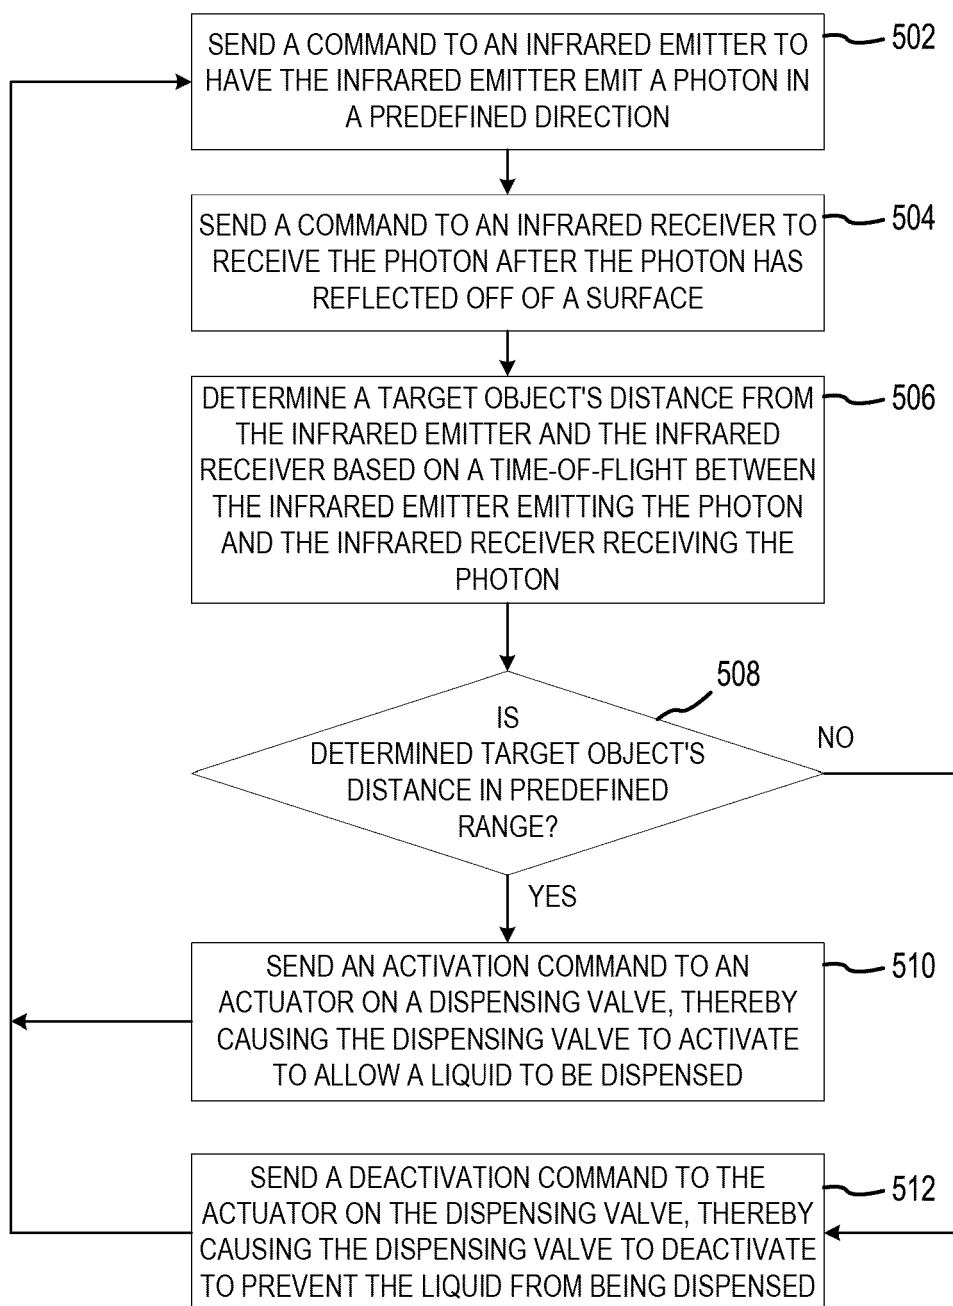 SEND A COMMAND TO AN INFRARED EMITTER TO
HAVE THE INFRARED EMITTER EMIT A PHOTON IN
A PREDEFINED DIRECTION
502
SEND A COMMAND TO AN INFRARED RECEIVER TO
RECEIVE THE PHOTON AFTER THE PHOTON HAS
REFLECTED OFF OF A SURFACE
504
DETERMINE A TARGET OBJECT'S DISTANCE FROM
THE INFRARED EMITTER AND THE INFRARED
RECEIVER BASED ON A TIME-OF-FLIGHT BETWEEN
THE INFRARED EMITTER EMITTING THE PHOTON
AND THE INFRARED RECEIVER RECEIVING THE
PHOTON
506
IS
DETERMINED TARGET OBJECT'S
DISTANCE IN PREDEFINED
RANGE?
508
NO
YES
SEND AN ACTIVATION COMMAND TO AN
ACTUATOR ON A DISPENSING VALVE, THEREBY
CAUSING THE DISPENSING VALVE TO ACTIVATE
TO ALLOW A LIQUID TO BE DISPENSED
510
SEND A DEACTIVATION COMMAND TO THE
ACTUATOR ON THE DISPENSING VALVE, THEREBY
CAUSING THE DISPENSING VALVE TO DEACTIVATE
TO PREVENT THE LIQUID FROM BEING DISPENSED
512